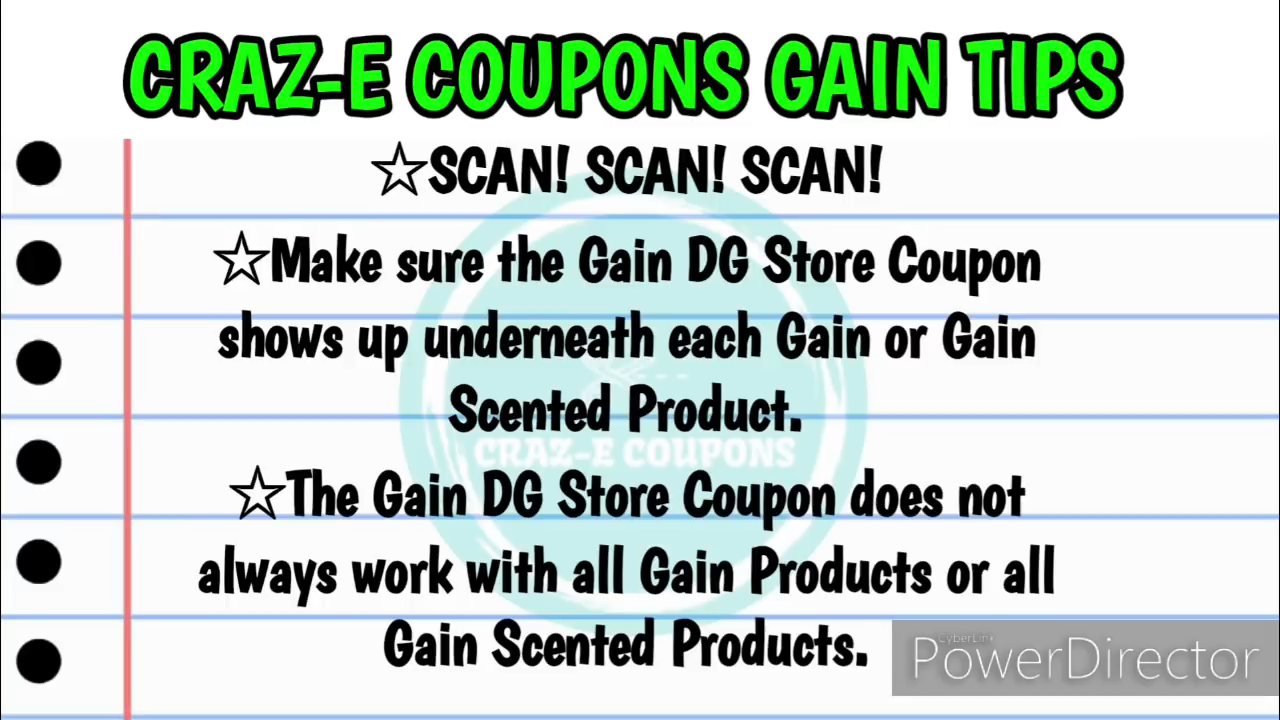 CRAZ-E COUPONS GAIN TIPS
☆SCAN! SCAN! SCAN!
☆Make sure the Gain DG Store Coupon
shows up underneath each Gain or Gain
Scented Product.
CRAZ-E COUPONS
☆The Gain DG Store Coupon does not
always work with all Gain Products or all
Gain Scented Products.
CyberLink
PowerDirector